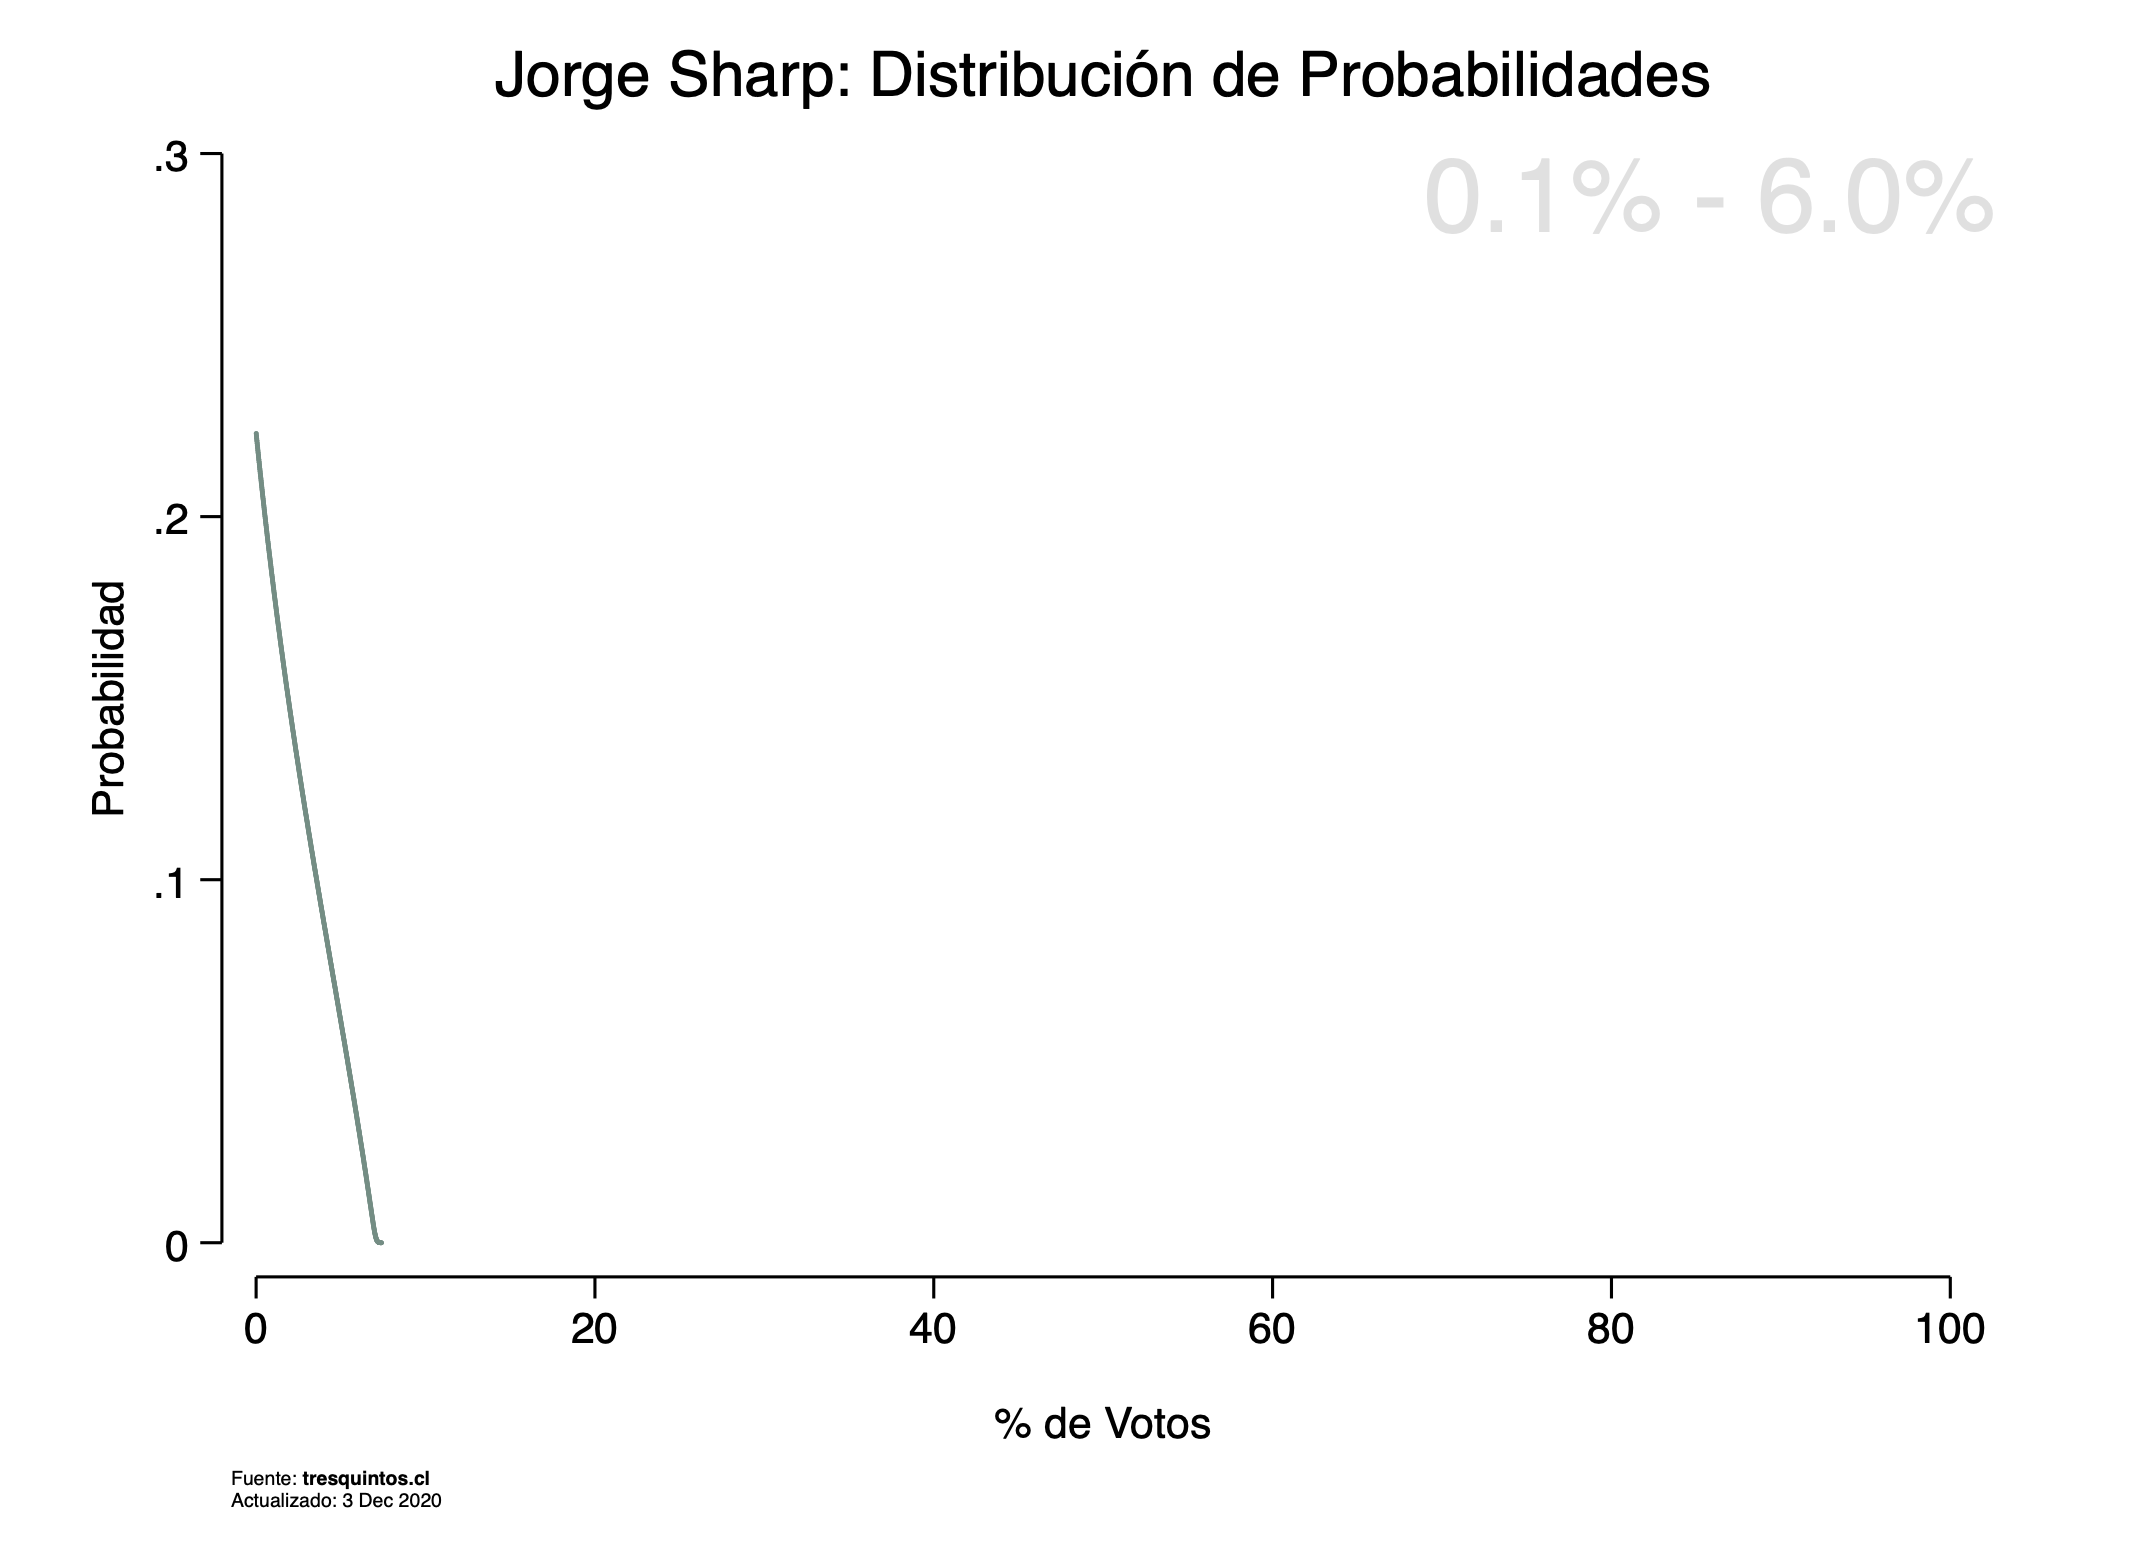 Jorge Sharp: Distribución de Probabilidades
0.1% - 6.0%
.3
.2
.1
0
Probabilidad
0 20 40 60 80 100
% de Votos
Fuente: tresquintos.cl
Actualizado: 3 Dec 2020